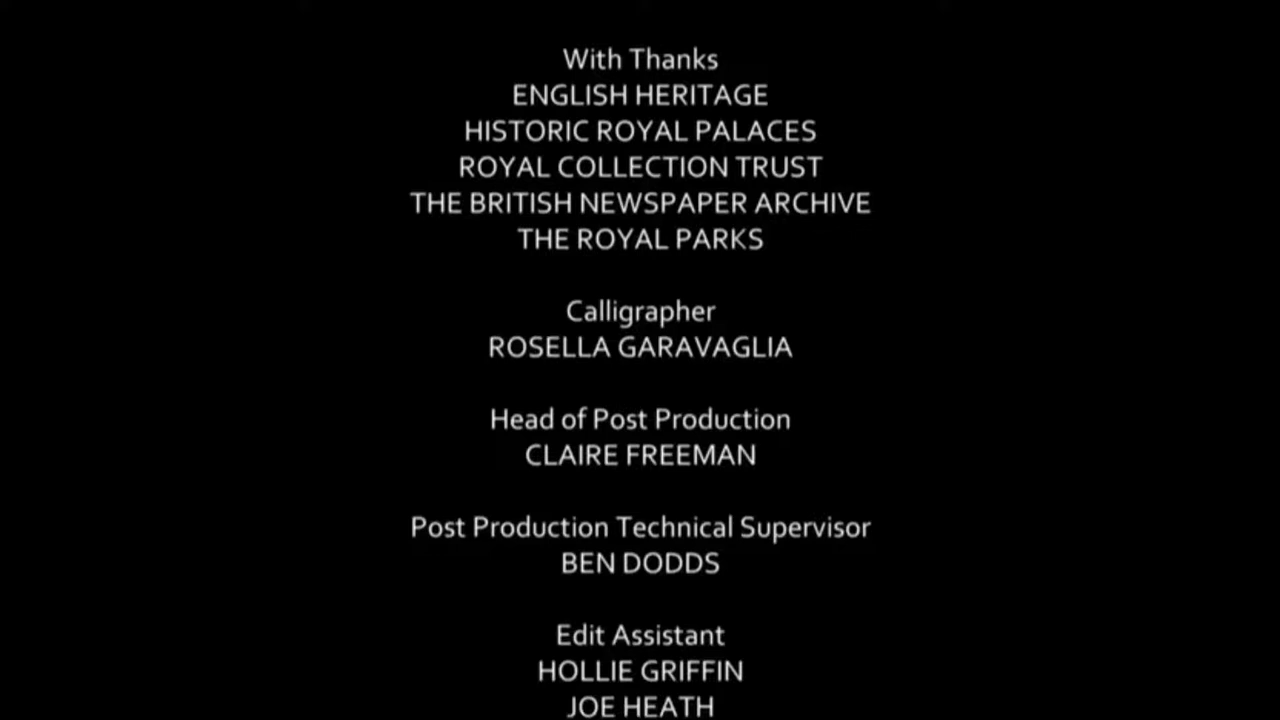 With Thanks
ENGLISH HERITAGE
HISTORIC ROYAL PALACES
ROYAL COLLECTION TRUST
THE BRITISH NEWSPAPER ARCHIVE
THE ROYAL PARKS
Calligrapher
ROSELLA GARAVAGLIA
Head of Post Production
CLAIRE FREEMAN
Post Production Technical Supervisor
BEN DODDS
Edit Assistant
HOLLIE GRIFFIN
JOE HEATH